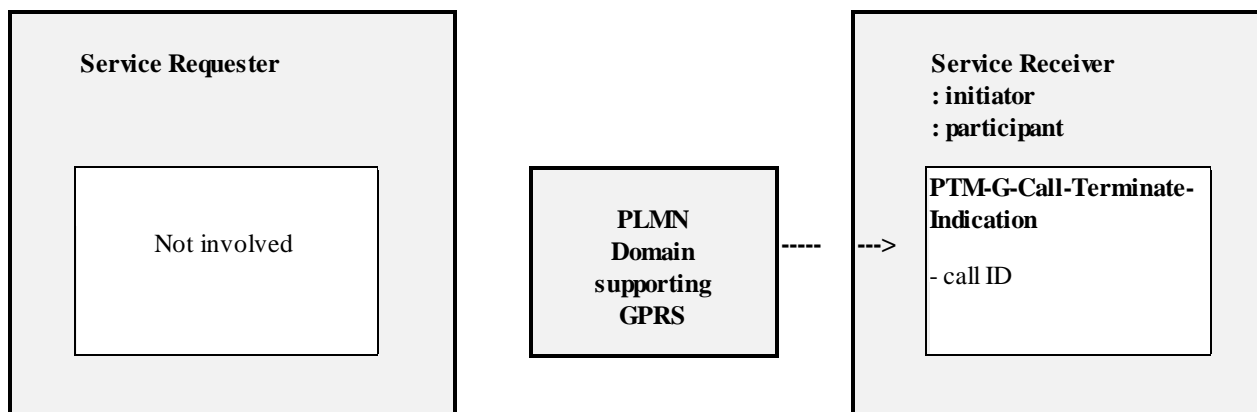 Service Requester
Not involved
PLMN
Domain
supporting
GPRS
----- --->
Service Receiver
: initiator
: participant
PTM-G-Call-Terminate-
Indication
- call ID